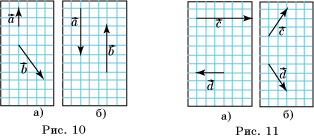 a⃗
b⃗
a⃗
b⃗
а)
б)
Рис. 10
c⃗
d⃗
c⃗
d⃗
а)
б)
Рис. 11